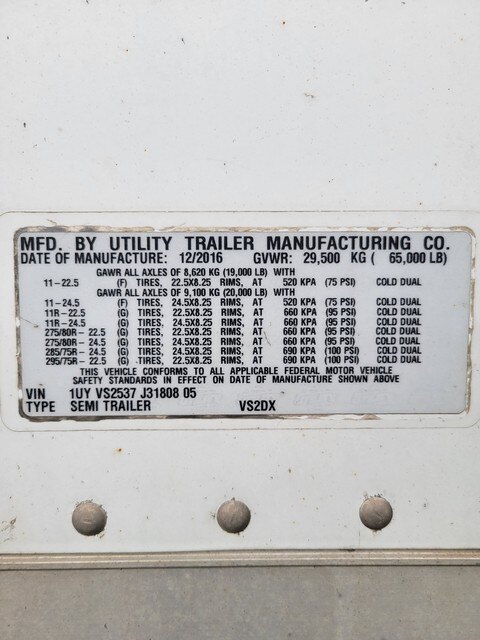 MFD. BY UTILITY TRAILER MANUFACTURING CO.
DATE OF MANUFACTURE: 12/2016 GVWR: 29,500 KG ( 65,000 LB)
GAWR ALL AXLES OF 8,620 KG (19,000 LB) WITH
11-22.5 (F) TIRES, 22.5X8.25 RIMS, AT 520 KPA (75 PSI) COLD DUAL
GAWR ALL AXLES OF 9,100 KG (20,000 LB) WITH
11-24.5 (F) TIRES, 24.5X8.25 RIMS, AT 520 KPA (75 PSI) COLD DUAL
11R-22.5 (G) TIRES, 22.5X8.25 RIMS, AT 660 KPA (95 PSI) COLD DUAL
11R-24.5 (G) TIRES, 24.5X8.25 RIMS, AT 660 KPA (95 PSI) COLD DUAL
275/80R - 22.5 (G) TIRES, 22.5X8.25 RIMS, AT 660 KPA (95 PSI) COLD DUAL
275/80R - 24.5 (G) TIRES, 24.5X8.25 RIMS, AT 660 KPA (95 PSI) COLD DUAL
285/75R - 24.5 (G) TIRES, 24.5X8.25 RIMS, AT 690 KPA (100 PSI) COLD DUAL
295/75R - 22.5 (G) TIRES, 22.5X8.25 RIMS, AT 690 KPA (100 PSI) COLD DUAL
THIS VEHICLE CONFORMS TO ALL APPLICABLE FEDERAL MOTOR VEHICLE
SAFETY STANDARDS IN EFFECT ON DATE OF MANUFACTURE SHOWN ABOVE
VIN 1UY VS2537 J31808 05
TYPE SEMI TRAILER VS2DX